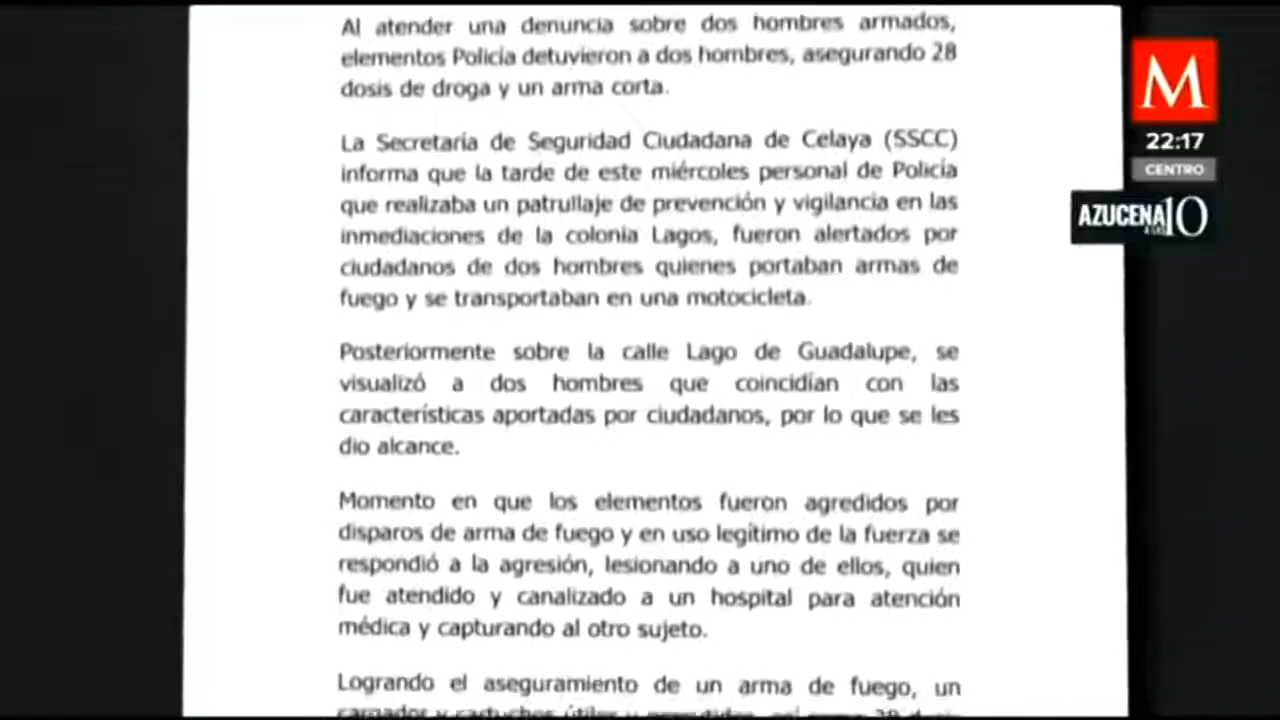 Al atender una denuncia sobre dos hombres armados,
elementos Policía detuvieron a dos hombres, asegurando 28
dosis de droga y un arma corta.
La Secretaría de Seguridad Ciudadana de Celaya (SSCC)
informa que la tarde de este miércoles personal de Policía
que realizaba un patrullaje de prevención y vigilancia en las
inmediaciones de la colonia Lagos, fueron alertados por
ciudadanos de dos hombres quienes portaban armas de
fuego y se transportaban en una motocicleta.
Posteriormente sobre la calle Lago de Guadalupe, se
visualizó a dos hombres que coincidían con las
características aportadas por ciudadanos, por lo que se les
dio alcance.
Momento en que los elementos fueron agredidos por
disparos de arma de fuego y en uso legítimo de la fuerza se
respondió a la agresión, lesionando a uno de ellos, quien
fue atendido y canalizado a un hospital para atención
médica y capturando al otro sujeto.
Logrando el aseguramiento de un arma de fuego, un
cargador y cartuchos útiles y
M
22:17
CENTRO
AZUCENA
A LAS
10